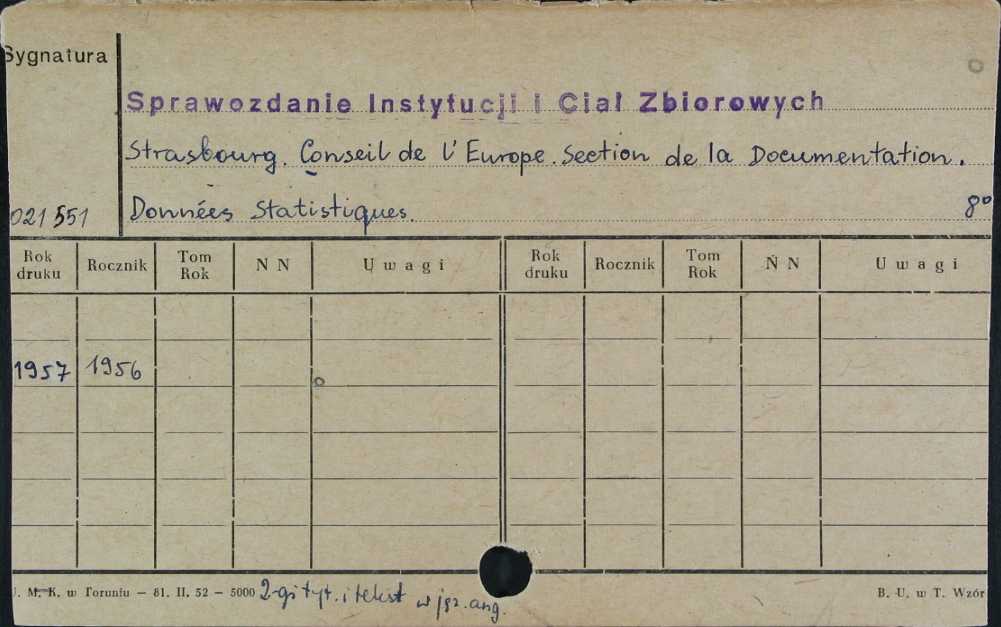 Sygnatura
Sprawozdanie Instytucji i Ciał Zbiorowych
Strasbourg. Conseil de l'Europe. Section de la Documentation.
021551 Données Statistiques. 8º
Rok druku Rocznik Tom Rok N N Uwagi Rok druku Rocznik Tom Rok N N Uwagi
1957 1956
U. M. K. w Toruniu — 81. II. 52 — 5000 2-gi tyt. i tekst w jęz. ang. B. U. w T. Wzór